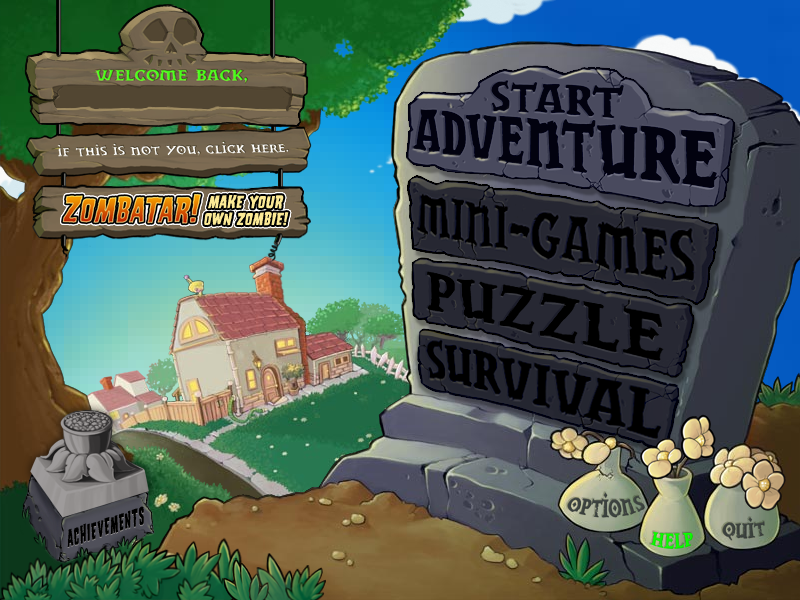 WELCOME BACK,
IF THIS IS NOT YOU, CLICK HERE.
ZOMBATAR! MAKE YOUR
OWN ZOMBIE!
START
ADVENTURE
MINI-GAMES
PUZZLE
SURVIVAL
ACHIEVEMENTS
OPTIONS
HELP
QUIT